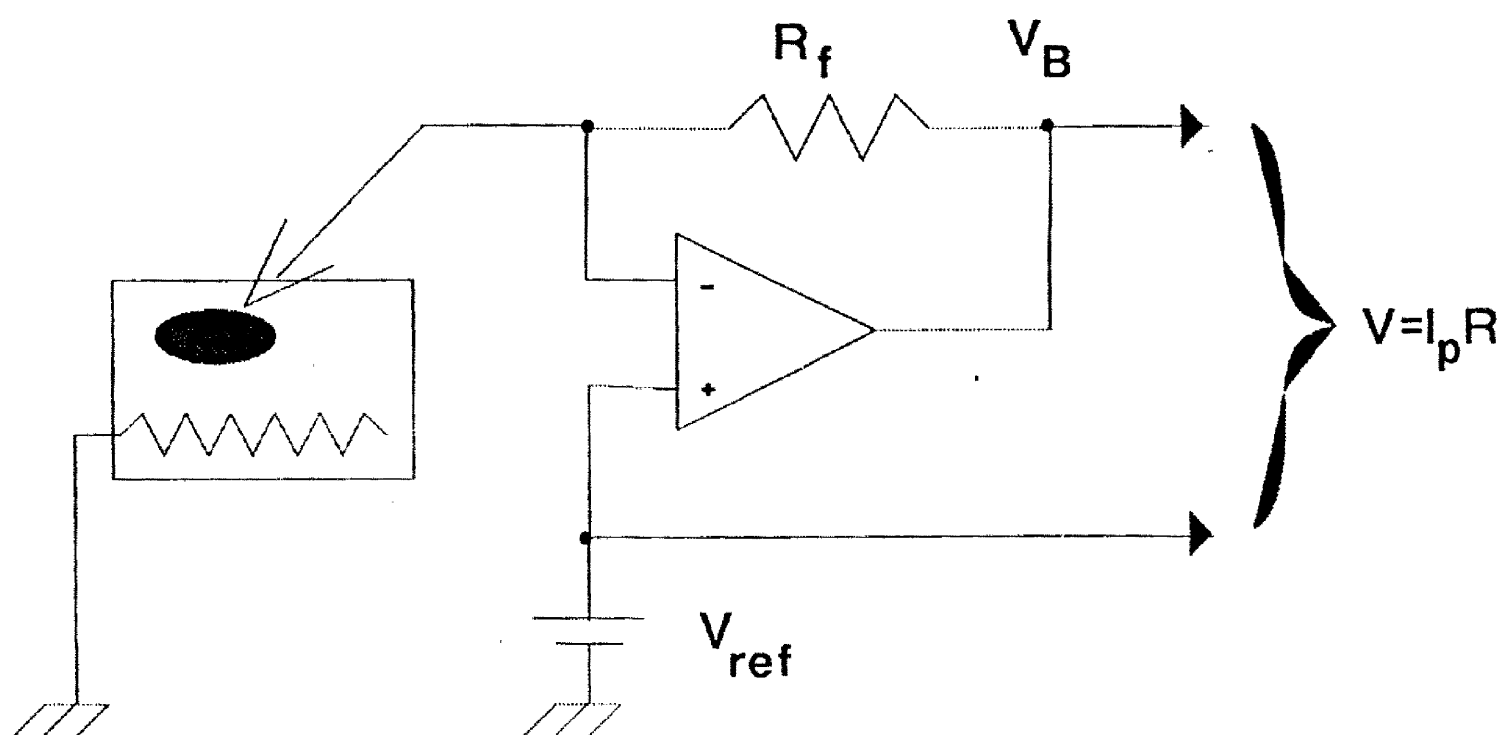 R_f
V_B
-
+
V=I_pR
V_ref